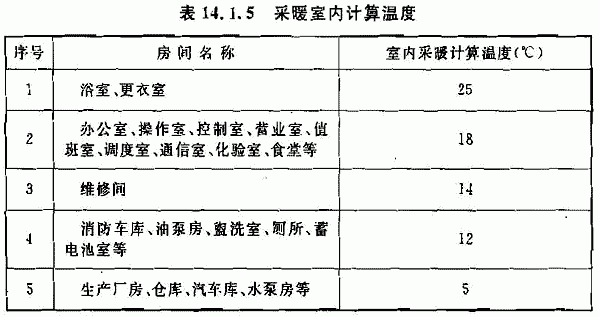 表 14.1.5 采暖室内计算温度
序号 房间名称 室内采暖计算温度(℃)
1 浴室、更衣室 25
2 办公室、操作室、控制室、营业室、值班室、调度室、通信室、化验室、食堂等 18
3 维修间 14
4 消防车库、油泵房、盥洗室、厕所、蓄电池室等 12
5 生产厂房、仓库、汽车库、水泵房等 5